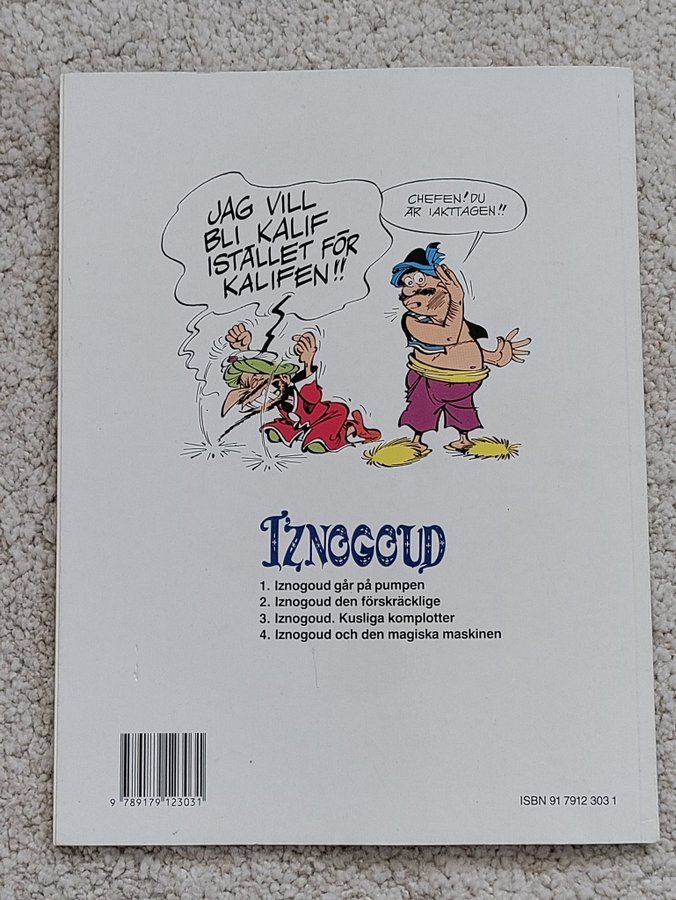 JAG VILL
BLI KALIF
ISTÄLLET FÖR
KALIFEN!!
CHEFEN! DU
ÄR IAKTTAGEN!!
IZNOGOUD
1. Iznogoud går på pumpen
2. Iznogoud den förskräcklige
3. Iznogoud. Kusliga komplotter
4. Iznogoud och den magiska maskinen
9 789179 123031
ISBN 91 7912 303 1